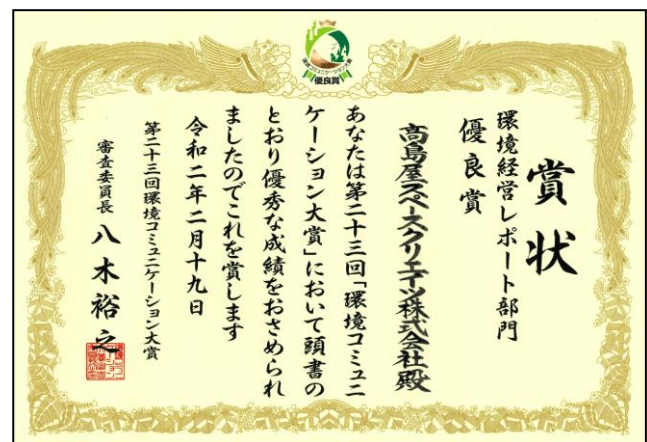 優良賞
賞状
環境経営レポート部門
優良賞
高島屋スペースクリエイツ株式会社殿
あなたは第二十三回「環境コミュニ
ケーション大賞」において頭書の
とおり優秀な成績をおさめられ
ましたのでこれを賞します
令和二年二月十九日
第二十三回環境コミュニケーション大賞
審査委員長 八木裕之